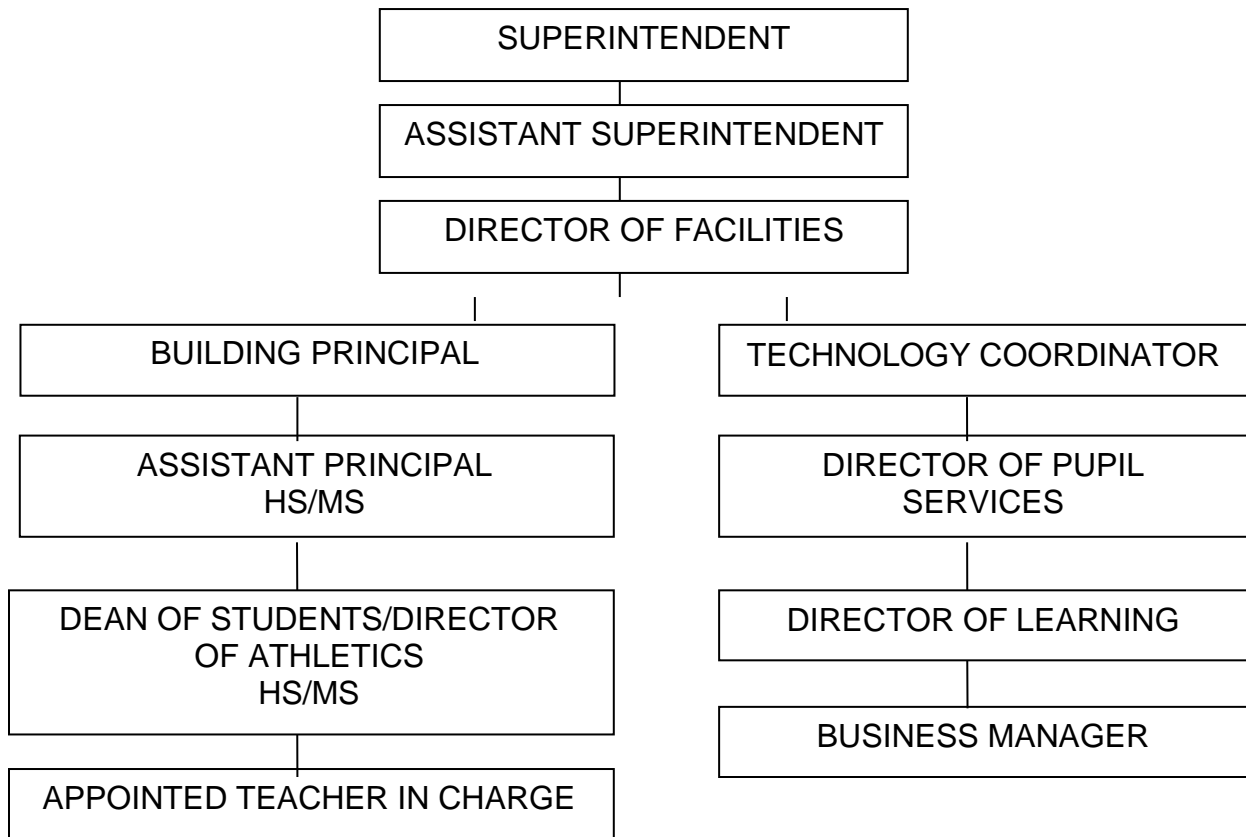 SUPERINTENDENT
ASSISTANT SUPERINTENDENT
DIRECTOR OF FACILITIES
BUILDING PRINCIPAL
TECHNOLOGY COORDINATOR
ASSISTANT PRINCIPAL
HS/MS
DIRECTOR OF PUPIL
SERVICES
DEAN OF STUDENTS/DIRECTOR
OF ATHLETICS
HS/MS
DIRECTOR OF LEARNING
BUSINESS MANAGER
APPOINTED TEACHER IN CHARGE